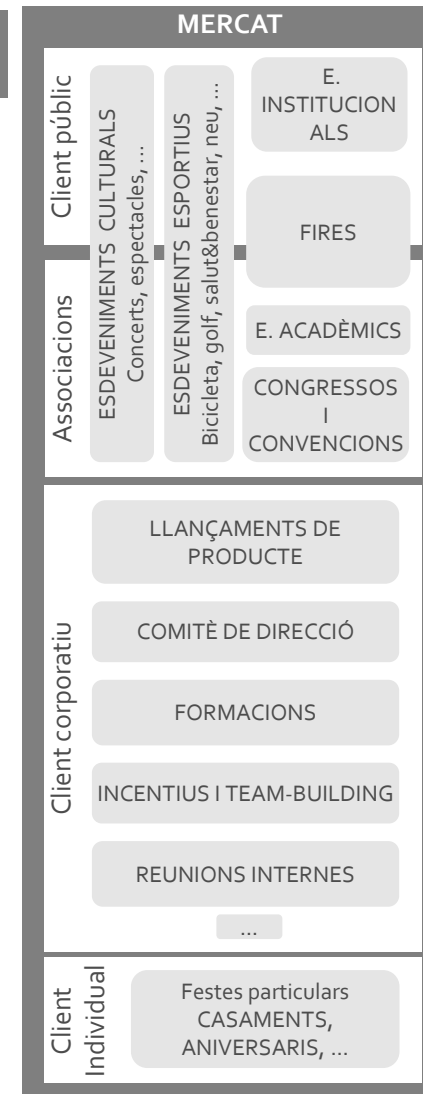 MERCAT
Client públic
ESDEVENIMENTS CULTURALS
Concerts, espectacles, ...
ESDEVENIMENTS ESPORTIUS
Bicicleta, golf, salut&benestar, neu, ...
E.
INSTITUCION
ALS
FIRES
Associacions
E. ACADÈMICS
CONGRESSOS
I
CONVENCIONS
Client corporatiu
LLANÇAMENTS DE
PRODUCTE
COMITÈ DE DIRECCIÓ
FORMACIONS
INCENTIUS I TEAM-BUILDING
REUNIONS INTERNES
...
Client
Individual
Festes particulars
CASAMENTS,
ANIVERSARIS, ...